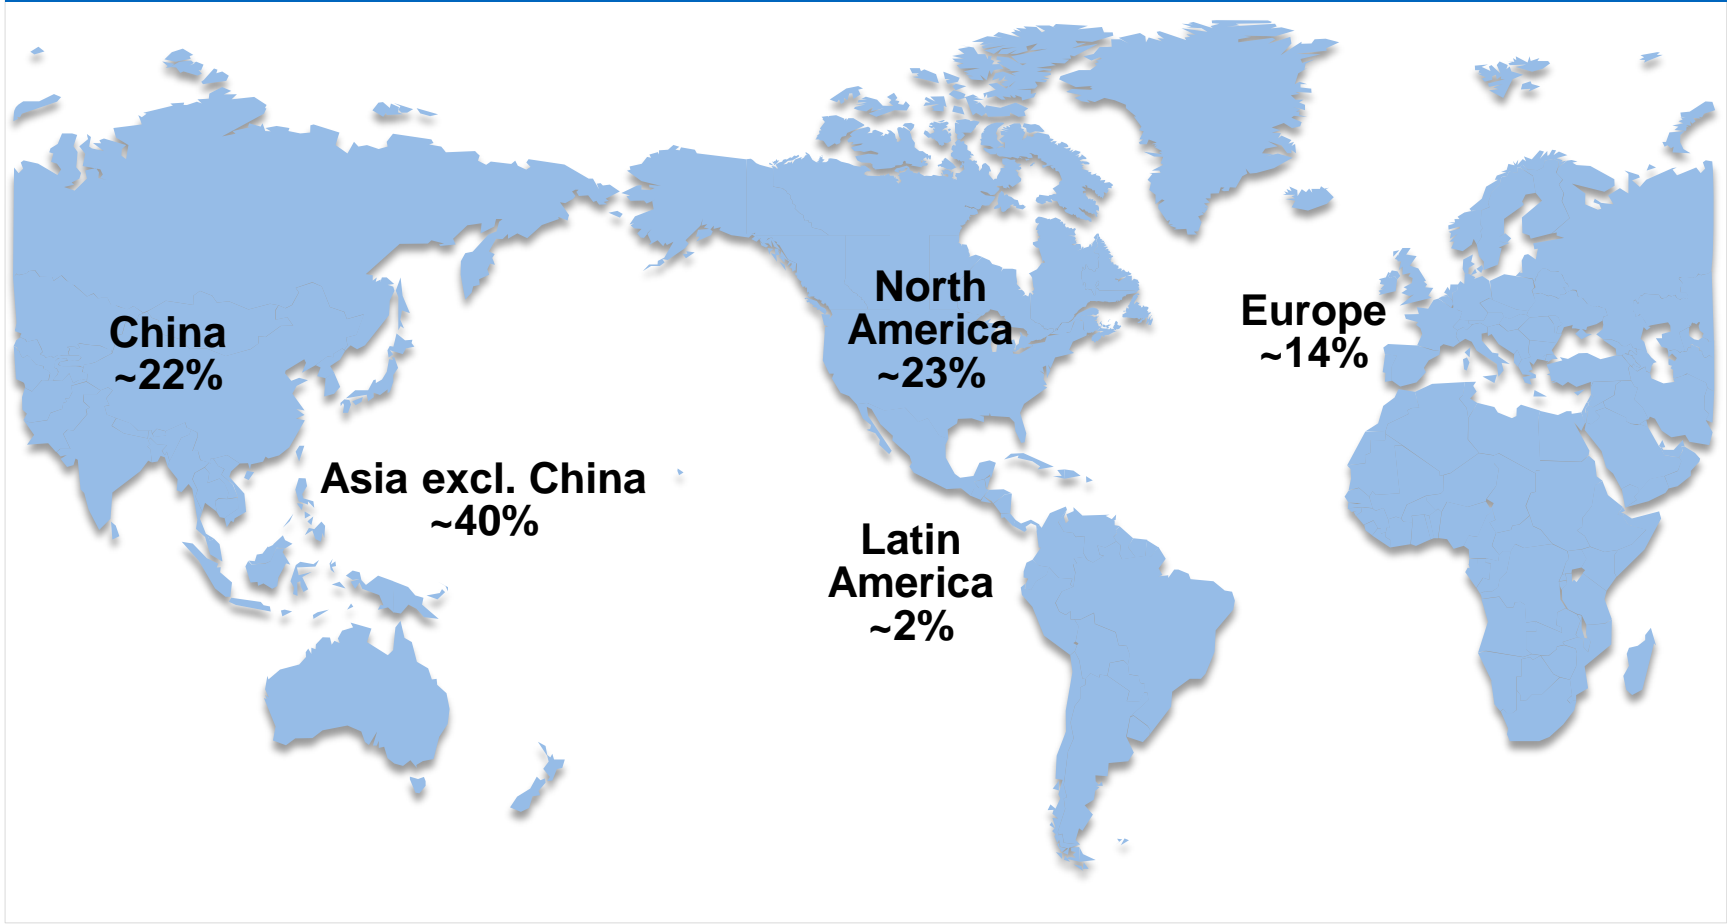 China
~22%
Asia excl. China
~40%
North
America
~23%
Latin
America
~2%
Europe
~14%